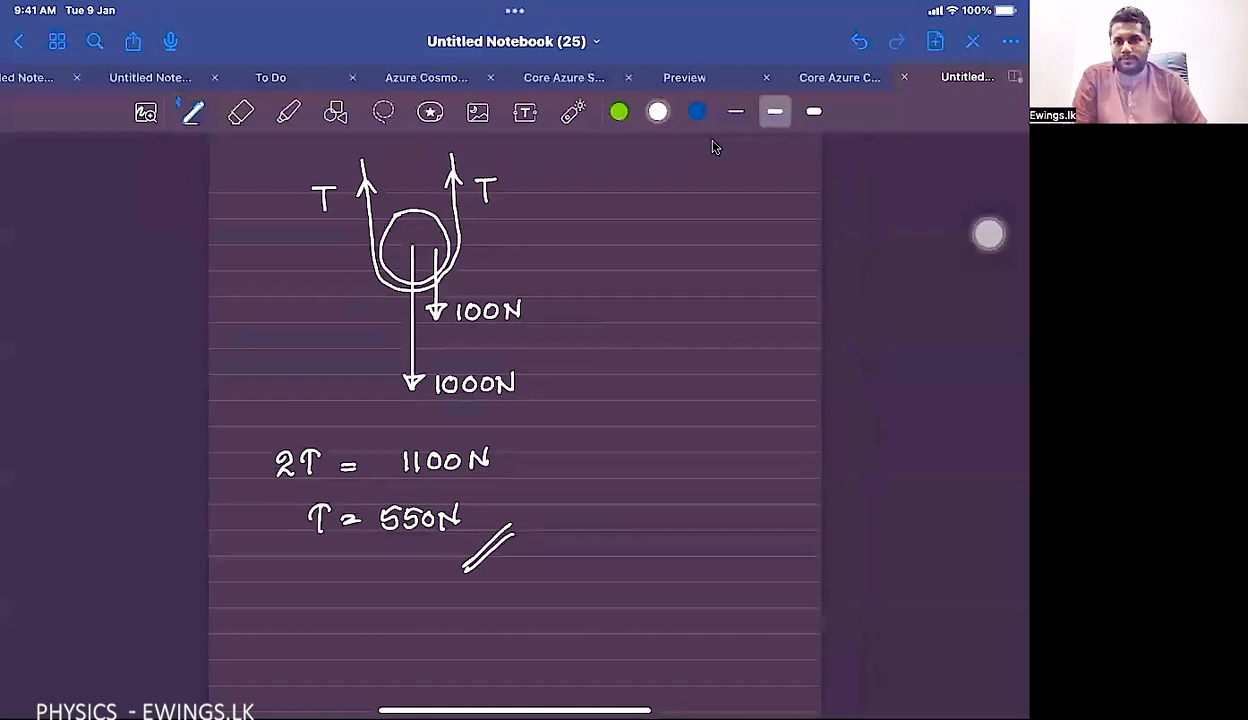 9:41 AM Tue 9 Jan
100%
Untitled Notebook (25)
led Note...
Untitled Note...
To Do
Azure Cosmo...
Core Azure S...
Preview
Core Azure C...
Untitled...
Ewings.lk
T T
100N
1000N
2T = 1100N
T = 550N
PHYSICS - EWINGS.LK